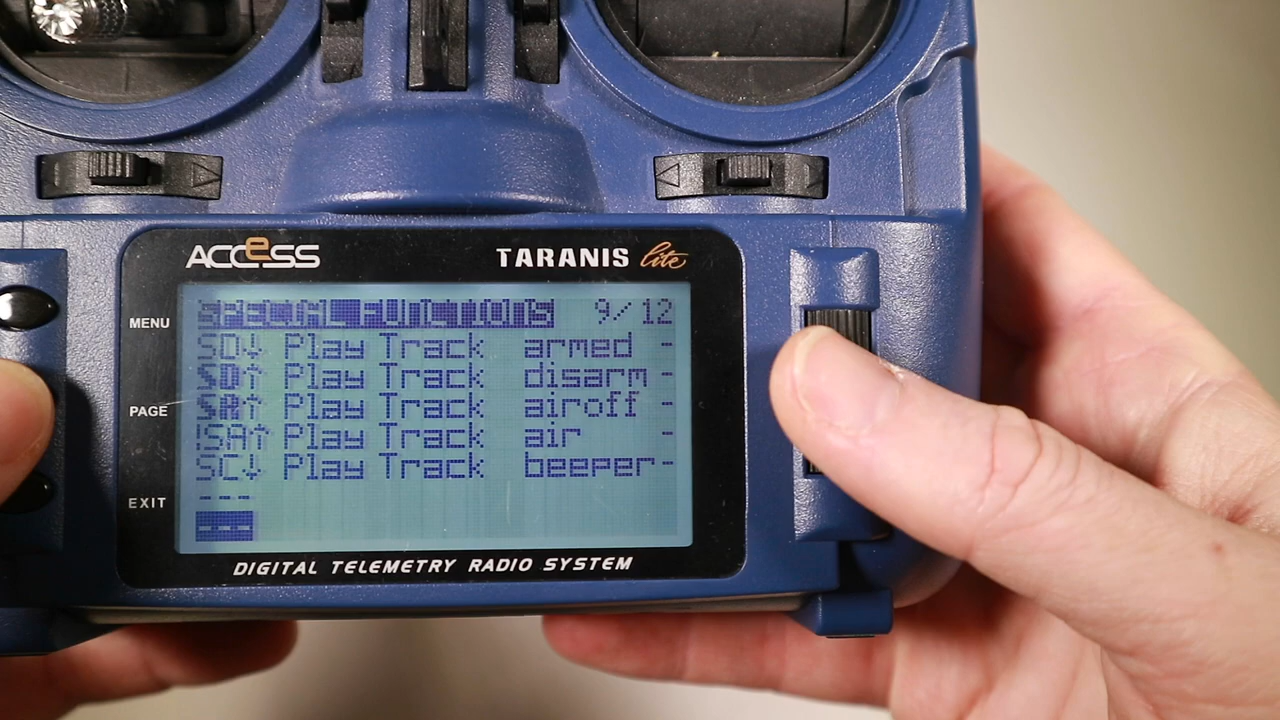 ACCeSS
TARANIS lite
MENU
PAGE
EXIT
SPECIAL FUNCTIONS 9/12
SD↓ Play Track armed -
SD↑ Play Track disarm -
SA↑ Play Track airoff -
!SA↑ Play Track air -
SC↓ Play Track beeper-
---
---
DIGITAL TELEMETRY RADIO SYSTEM